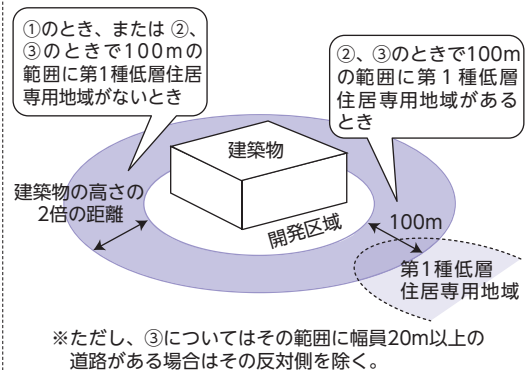 ①のとき、または ②、
③のときで100mの
範囲に第1種低層住居
専用地域がないとき
②、③のときで100m
の範囲に第1種低層
住居専用地域がある
とき
建築物
建築物の高さの
2倍の距離
開発区域
100m
第1種低層
住居専用地域
※ただし、③についてはその範囲に幅員20m以上の
道路がある場合はその反対側を除く。